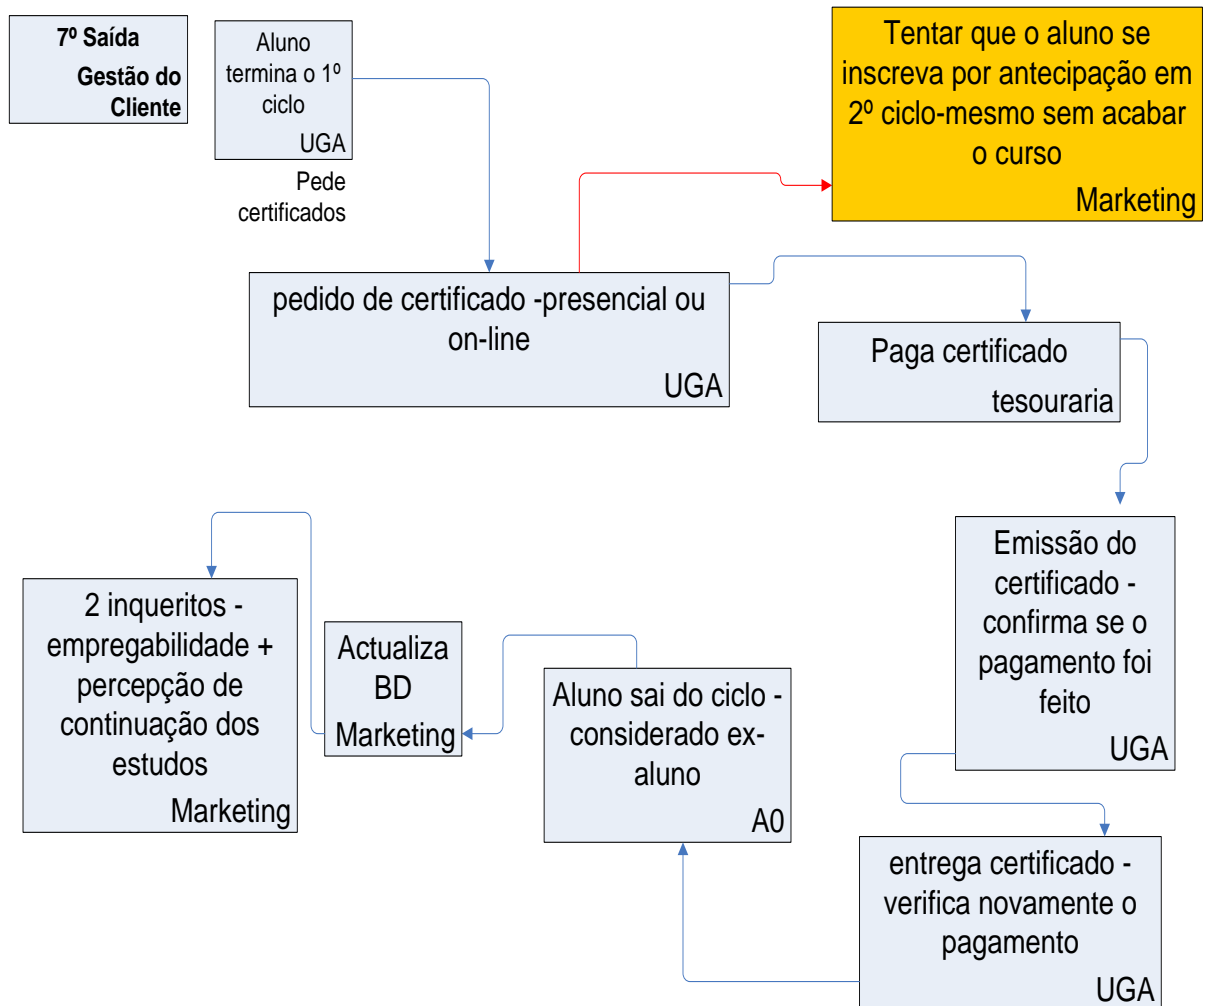 7º Saída
Gestão do
Cliente
Aluno
termina o 1º
ciclo
UGA
Pede
certificados
Tentar que o aluno se
inscreva por antecipação em
2º ciclo-mesmo sem acabar
o curso
Marketing
pedido de certificado -presencial ou
on-line
UGA
Paga certificado
tesouraria
Emissão do
certificado -
confirma se o
pagamento foi
feito
UGA
entrega certificado -
verifica novamente o
pagamento
UGA
Aluno sai do ciclo -
considerado ex-
aluno
A0
Actualiza
BD
Marketing
2 inqueritos -
empregabilidade +
percepção de
continuação dos
estudos
Marketing